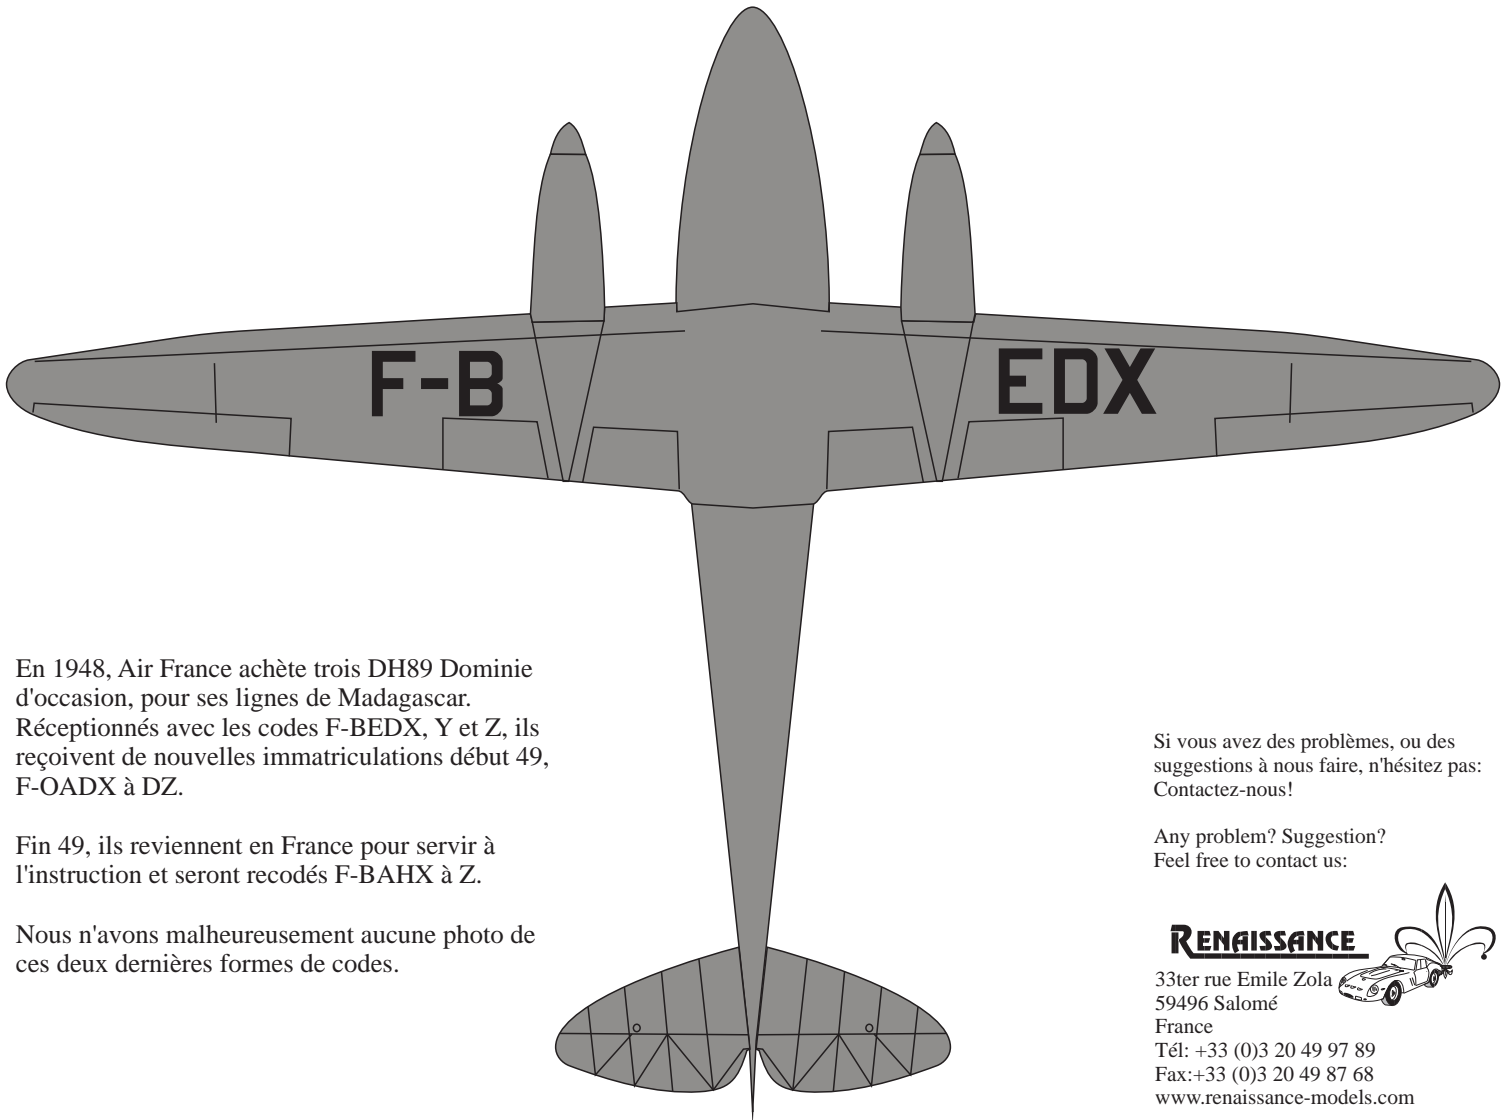 F-B EDX
En 1948, Air France achète trois DH89 Dominie
d'occasion, pour ses lignes de Madagascar.
Réceptionnés avec les codes F-BEDX, Y et Z, ils
reçoivent de nouvelles immatriculations début 49,
F-OADX à DZ.
Fin 49, ils reviennent en France pour servir à
l'instruction et seront recodés F-BAHX à Z.
Nous n'avons malheureusement aucune photo de
ces deux dernières formes de codes.
Si vous avez des problèmes, ou des
suggestions à nous faire, n'hésitez pas:
Contactez-nous!
Any problem? Suggestion?
Feel free to contact us:
RENAISSANCE
33ter rue Emile Zola
59496 Salomé
France
Tél: +33 (0)3 20 49 97 89
Fax:+33 (0)3 20 49 87 68
www.renaissance-models.com